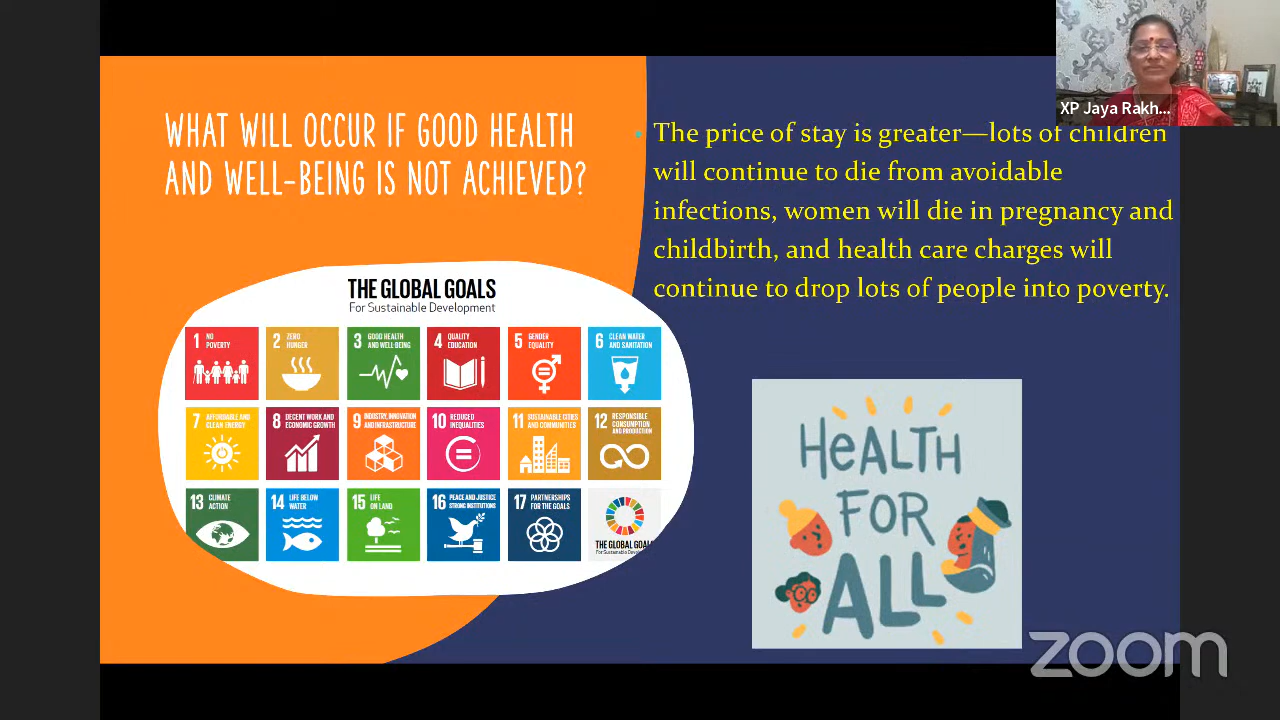 XP Jaya Rakh...
WHAT WILL OCCUR IF GOOD HEALTH
AND WELL-BEING IS NOT ACHIEVED?
• The price of stay is greater—lots of children
will continue to die from avoidable
infections, women will die in pregnancy and
childbirth, and health care charges will
continue to drop lots of people into poverty.
THE GLOBAL GOALS
For Sustainable Development
1 NO
POVERTY
2 ZERO
HUNGER
3 GOOD HEALTH
AND WELL-BEING
4 QUALITY
EDUCATION
5 GENDER
EQUALITY
6 CLEAN WATER
AND SANITATION
7 AFFORDABLE AND
CLEAN ENERGY
8 DECENT WORK AND
ECONOMIC GROWTH
9 INDUSTRY, INNOVATION
AND INFRASTRUCTURE
10 REDUCED
INEQUALITIES
11 SUSTAINABLE CITIES
AND COMMUNITIES
12 RESPONSIBLE
CONSUMPTION
AND PRODUCTION
13 CLIMATE
ACTION
14 LIFE BELOW
WATER
15 LIFE
ON LAND
16 PEACE AND JUSTICE
STRONG INSTITUTIONS
17 PARTNERSHIPS
FOR THE GOALS
THE GLOBAL GOALS
For Sustainable Develop
HeALTH
FOR
ALL
zoom